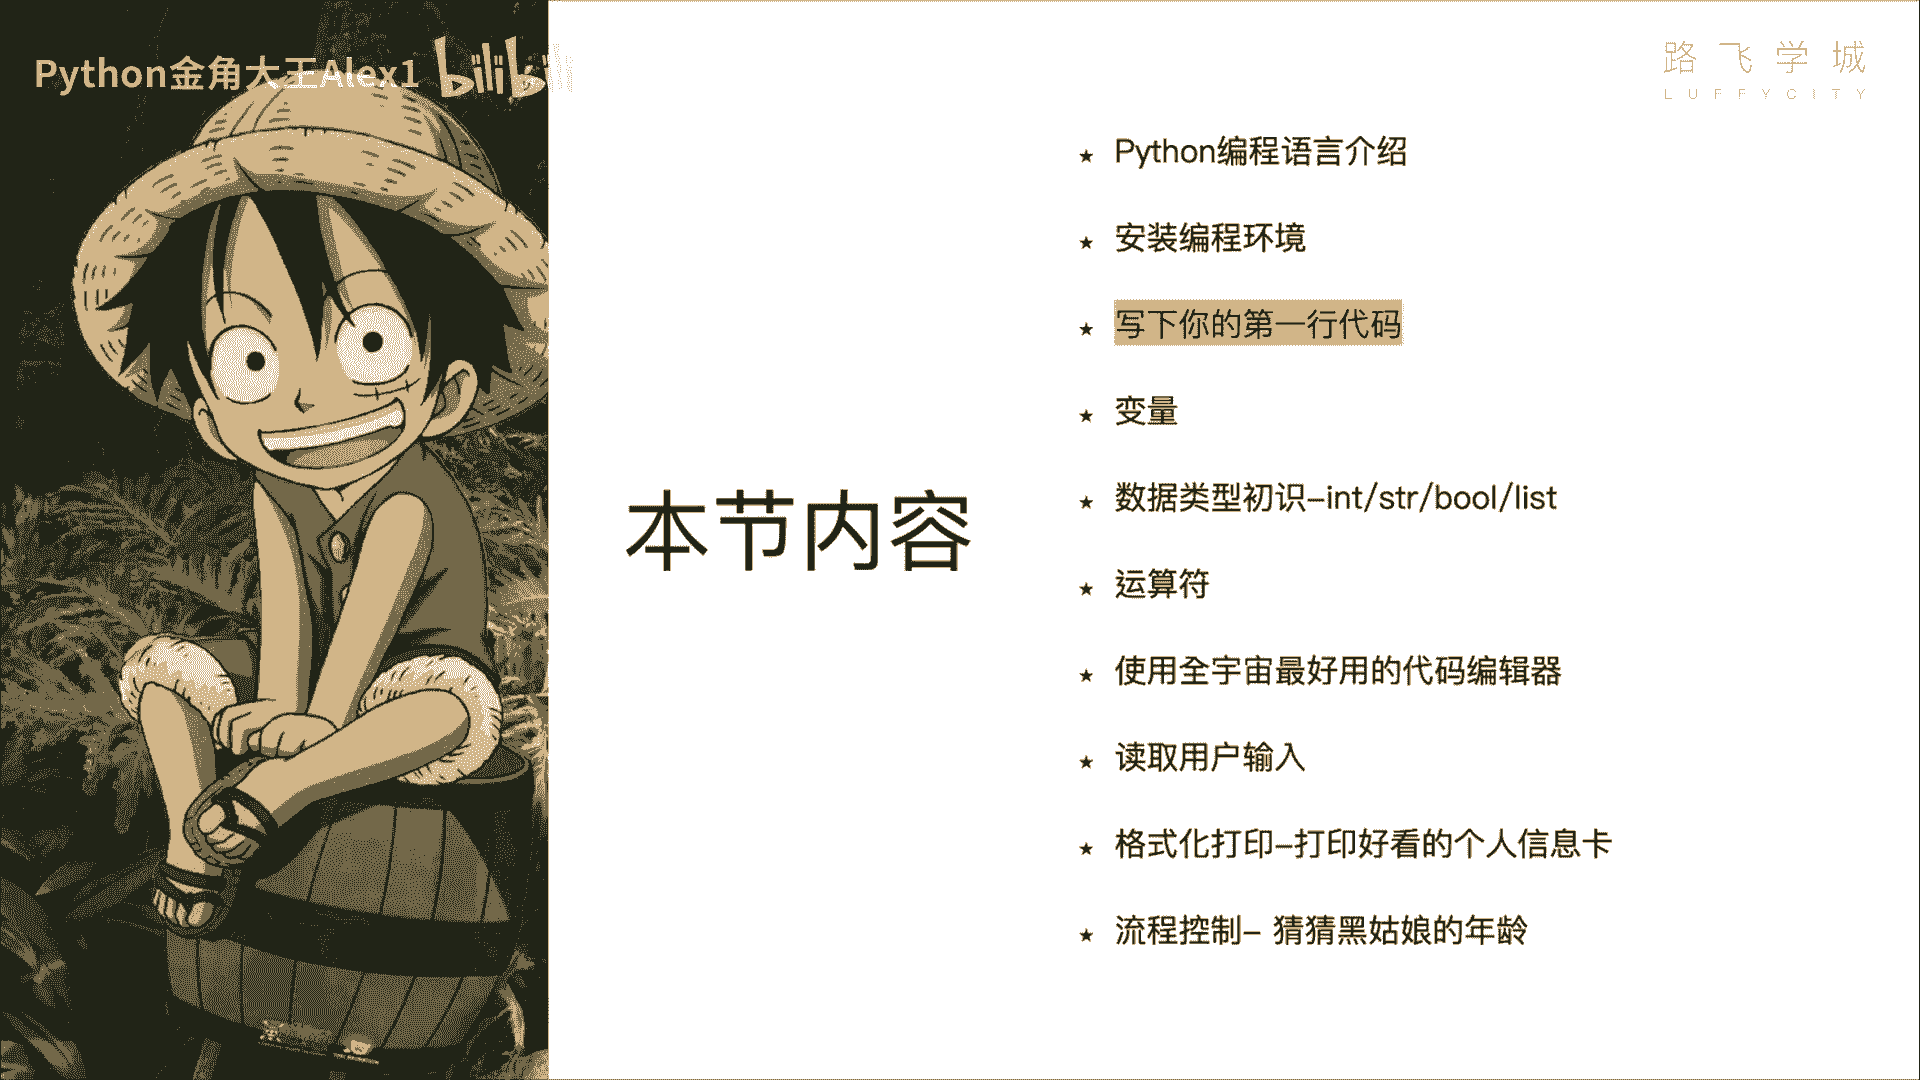 Python金角大王Alex1 bilibili
路飞学城
LUFFYCITY
Python编程语言介绍
安装编程环境
写下你的第一行代码
变量
本节内容
数据类型初识-int/str/bool/list
运算符
使用全宇宙最好用的代码编辑器
读取用户输入
格式化打印-打印好看的个人信息卡
流程控制- 猜猜黑姑娘的年龄